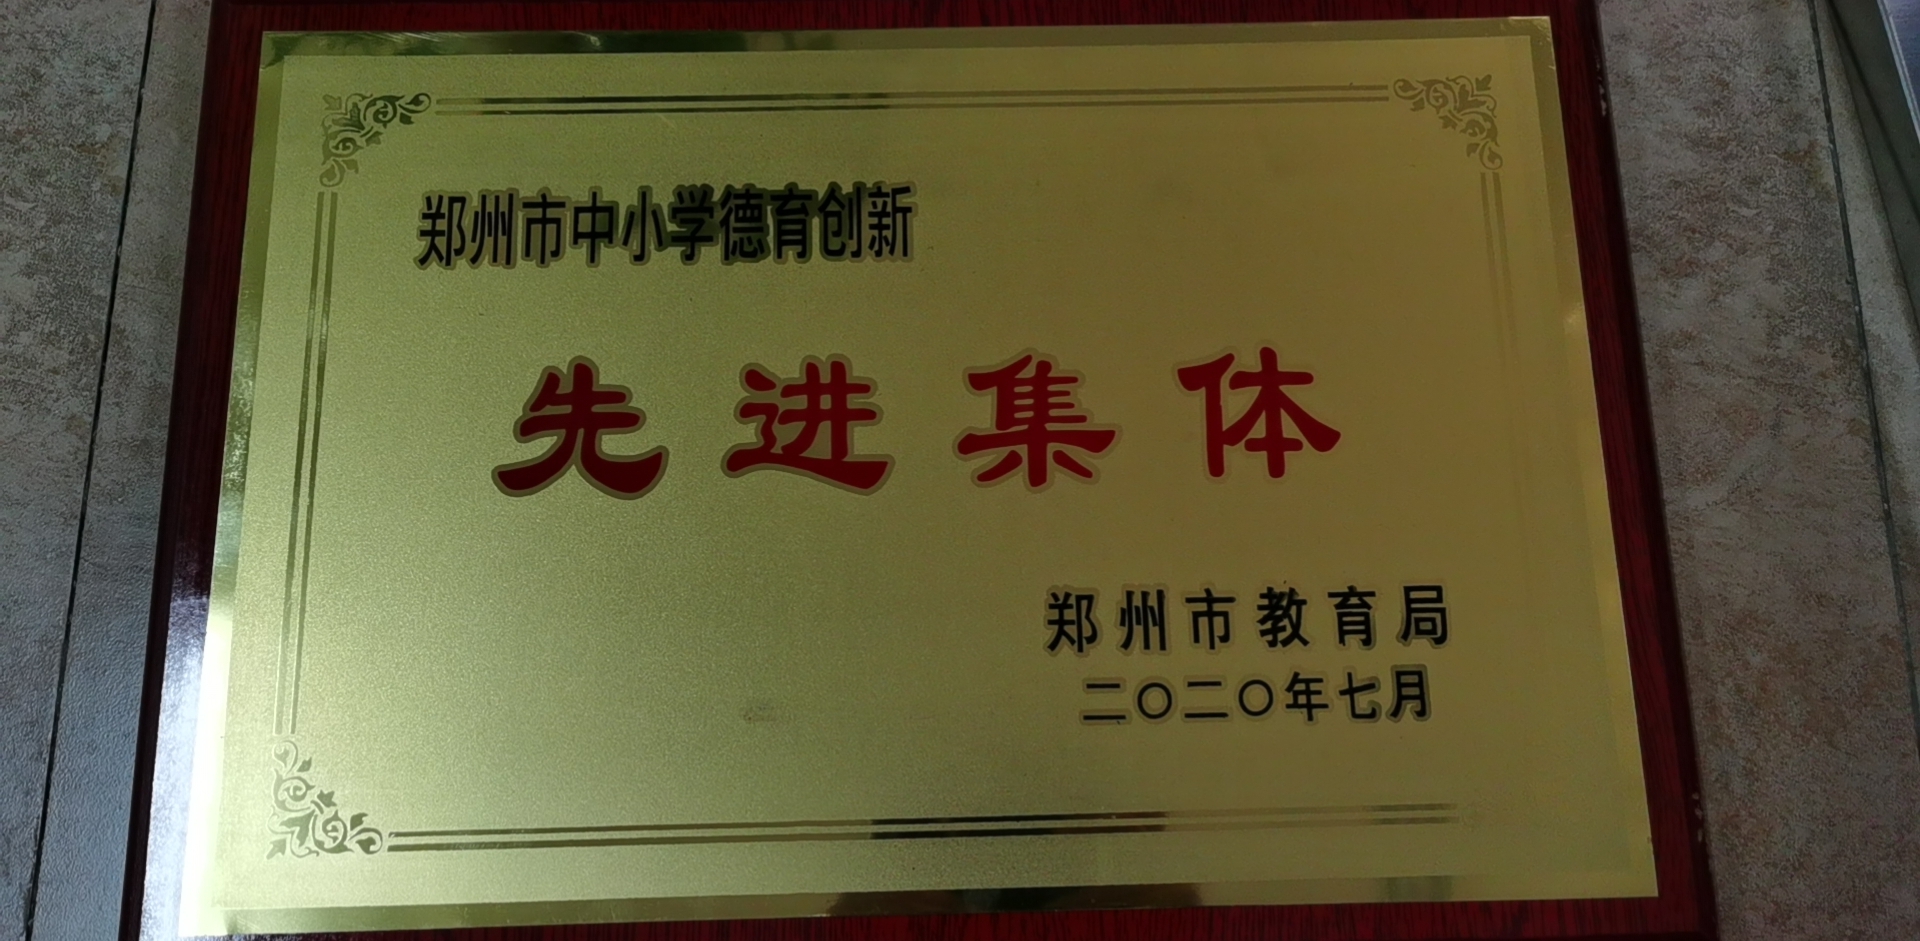 郑州市中小学德育创新
先进集体
郑州市教育局
二〇二〇年七月